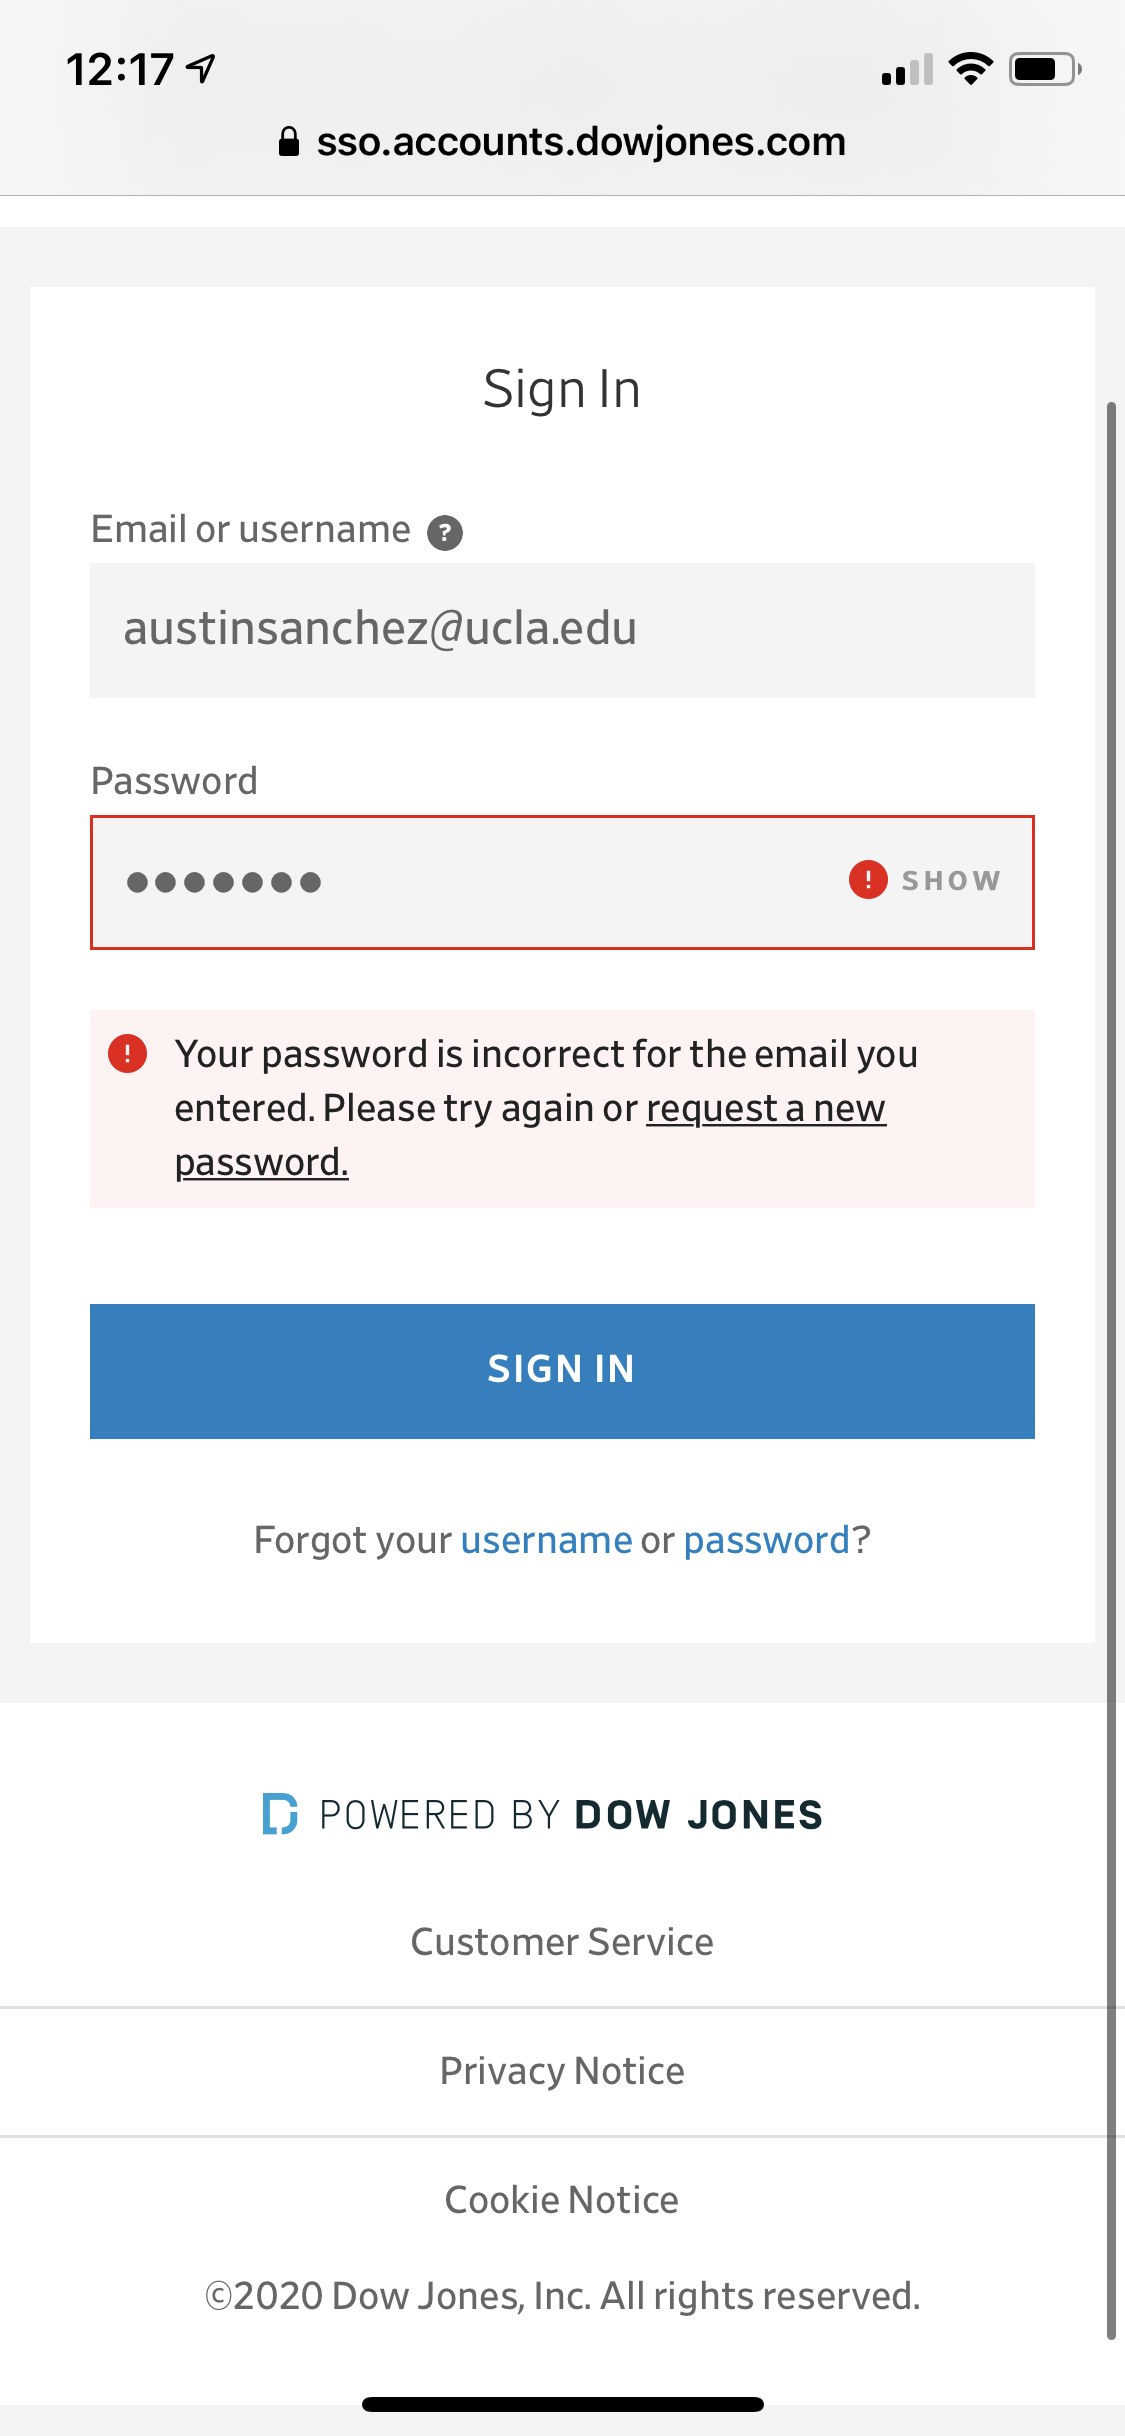 12:17
sso.accounts.dowjones.com
Sign In
Email or username ?
austinsanchez@ucla.edu
Password
●●●●●●● ! SHOW
! Your password is incorrect for the email you
entered. Please try again or request a new
password.
SIGN IN
Forgot your username or password?
POWERED BY DOW JONES
Customer Service
Privacy Notice
Cookie Notice
©2020 Dow Jones, Inc. All rights reserved.